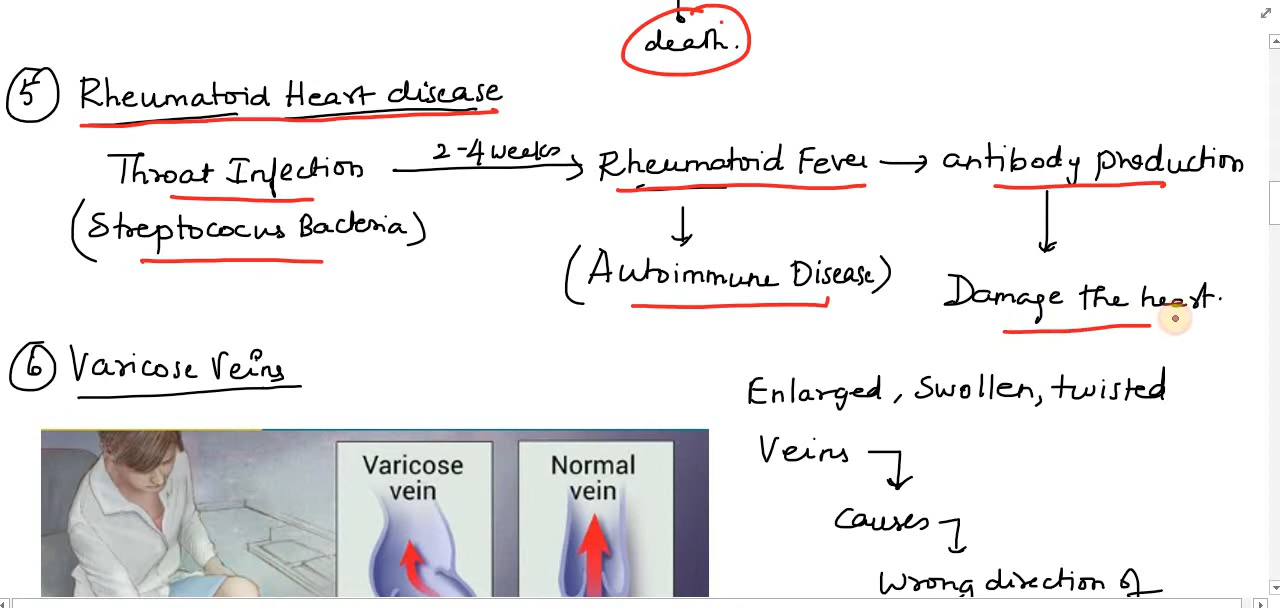 death.
5 Rheumatoid Heart disease
Throat Infection 2-4 weeks Rheumatoid Fever → antibody production
(Streptococus Bacteria)
(Autoimmune Disease)
Damage the heart.
6 Varicose Veins
Enlarged, Swollen, twisted
Veins
causes
Wrong direction of
Varicose
vein
Normal
vein